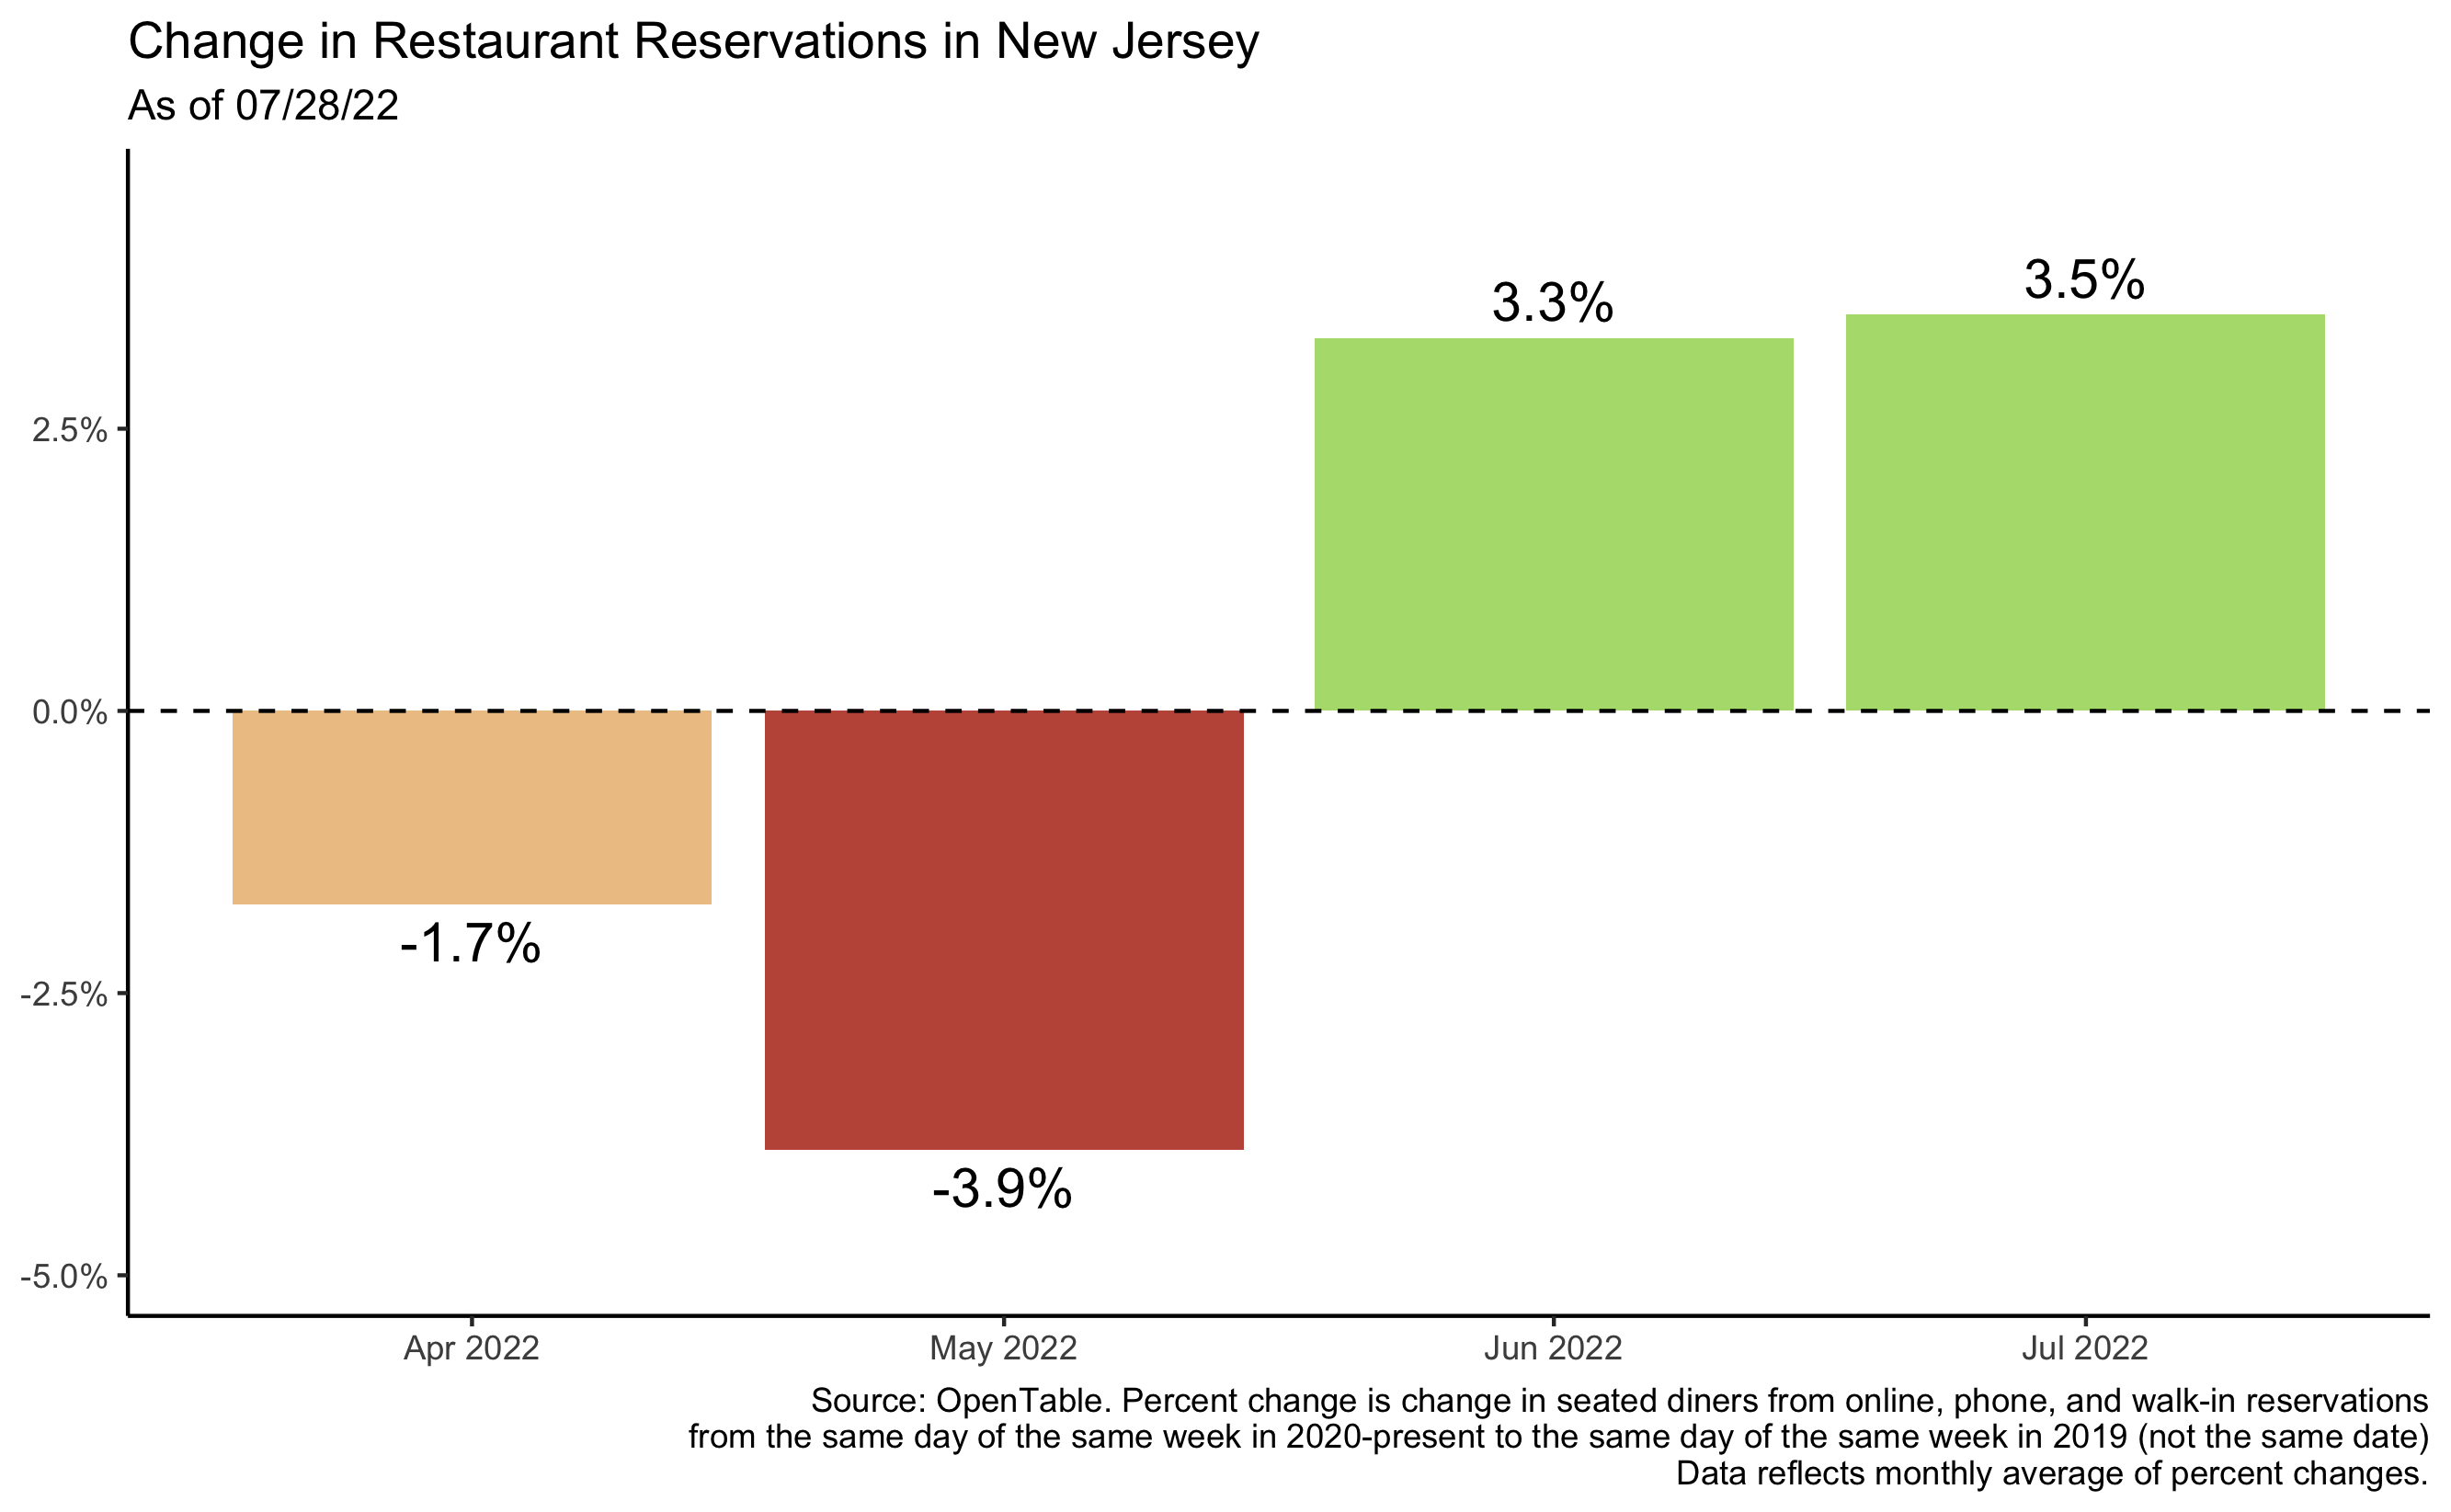 Change in Restaurant Reservations in New Jersey
As of 07/28/22
3.5%
3.3%
2.5%
0.0%
-1.7%
-2.5%
-3.9%
-5.0%
Apr 2022
May 2022
Jun 2022
Jul 2022
Source: OpenTable. Percent change is change in seated diners from online, phone, and walk-in reservations
from the same day of the same week in 2020-present to the same day of the same week in 2019 (not the same date)
Data reflects monthly average of percent changes.